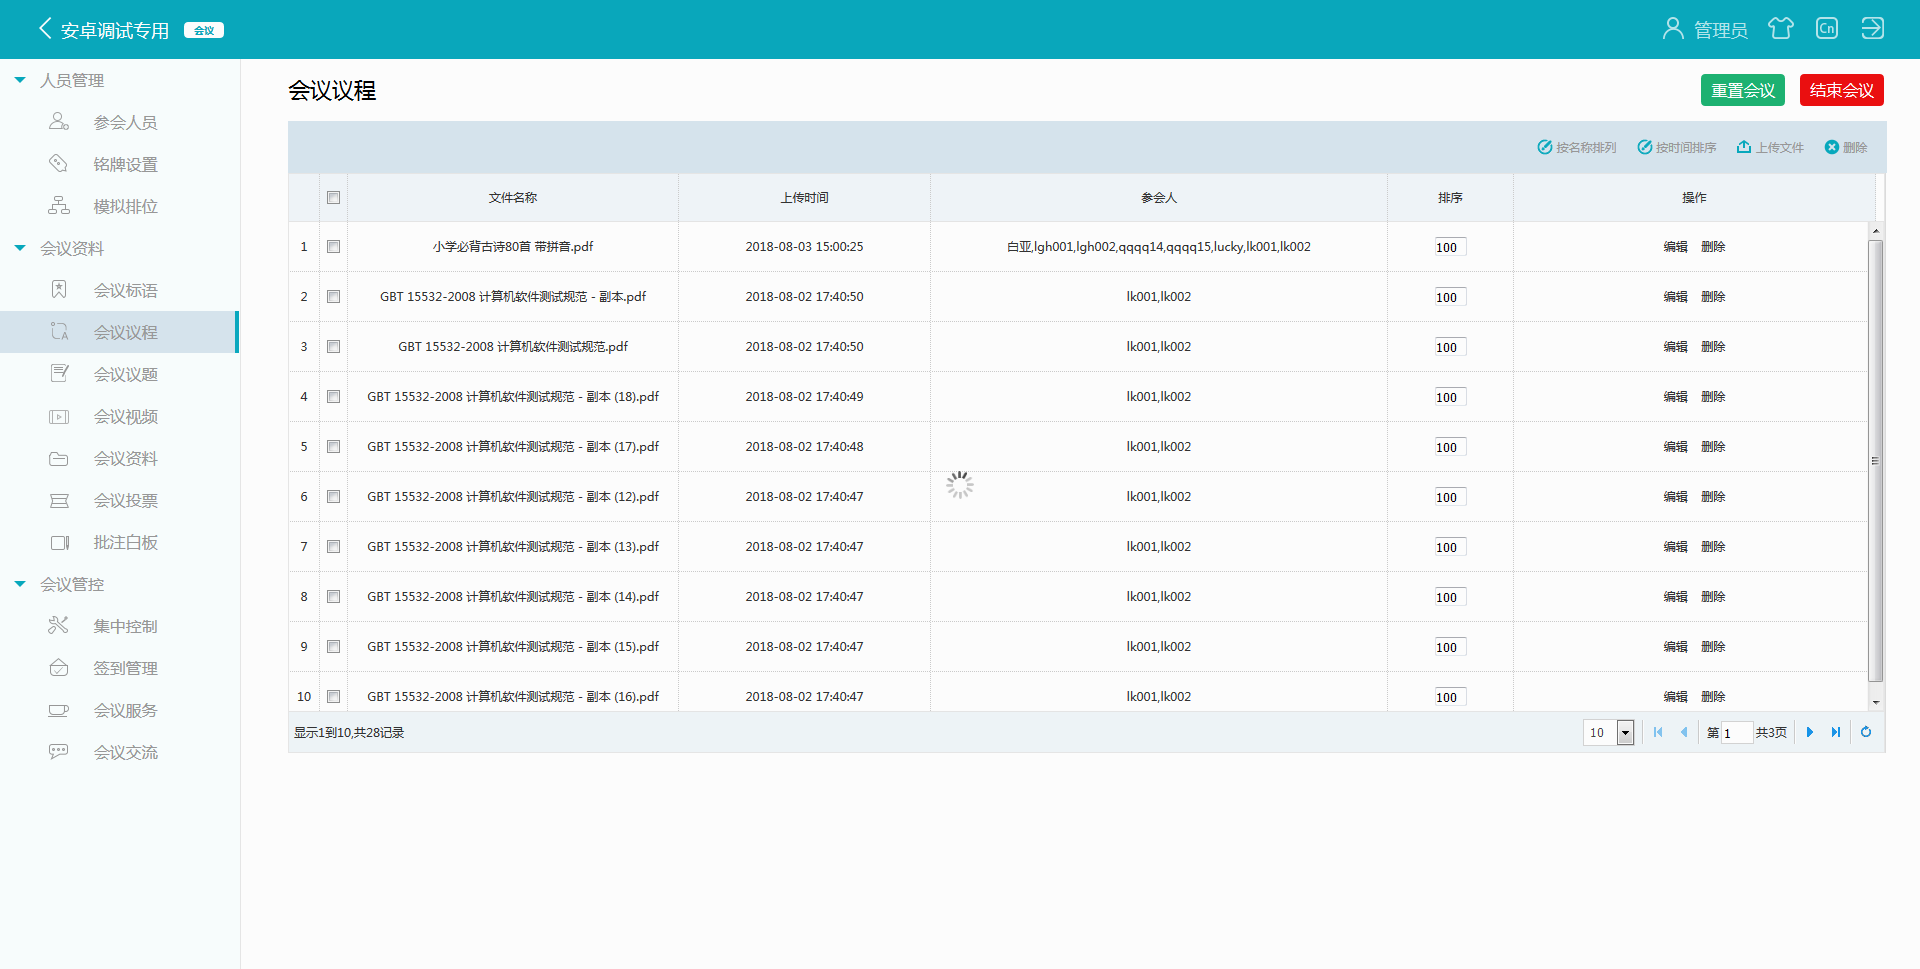 安卓调试专用 会议
管理员 Cn
人员管理
参会人员
铭牌设置
模拟排位
会议资料
会议标语
会议议程
会议议题
会议视频
会议资料
会议投票
批注白板
会议管控
集中控制
签到管理
会议服务
会议交流
会议议程
重置会议 结束会议
按名称排列 按时间排序 上传文件 删除
文件名称 上传时间 参会人 排序 操作
1 小学必背古诗80首 带拼音.pdf 2018-08-03 15:00:25 白亚,lgh001,lgh002,qqqq14,qqqq15,lucky,lk001,lk002 100 编辑 删除
2 GBT 15532-2008 计算机软件测试规范 - 副本.pdf 2018-08-02 17:40:50 lk001,lk002 100 编辑 删除
3 GBT 15532-2008 计算机软件测试规范.pdf 2018-08-02 17:40:50 lk001,lk002 100 编辑 删除
4 GBT 15532-2008 计算机软件测试规范 - 副本 (18).pdf 2018-08-02 17:40:49 lk001,lk002 100 编辑 删除
5 GBT 15532-2008 计算机软件测试规范 - 副本 (17).pdf 2018-08-02 17:40:48 lk001,lk002 100 编辑 删除
6 GBT 15532-2008 计算机软件测试规范 - 副本 (12).pdf 2018-08-02 17:40:47 lk001,lk002 100 编辑 删除
7 GBT 15532-2008 计算机软件测试规范 - 副本 (13).pdf 2018-08-02 17:40:47 lk001,lk002 100 编辑 删除
8 GBT 15532-2008 计算机软件测试规范 - 副本 (14).pdf 2018-08-02 17:40:47 lk001,lk002 100 编辑 删除
9 GBT 15532-2008 计算机软件测试规范 - 副本 (15).pdf 2018-08-02 17:40:47 lk001,lk002 100 编辑 删除
10 GBT 15532-2008 计算机软件测试规范 - 副本 (16).pdf 2018-08-02 17:40:47 lk001,lk002 100 编辑 删除
显示1到10,共28记录 10 第 1 共3页